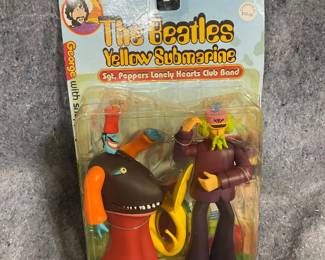 The Beatles
Yellow Submarine
Sgt. Peppers Lonely Hearts Club Band
George with